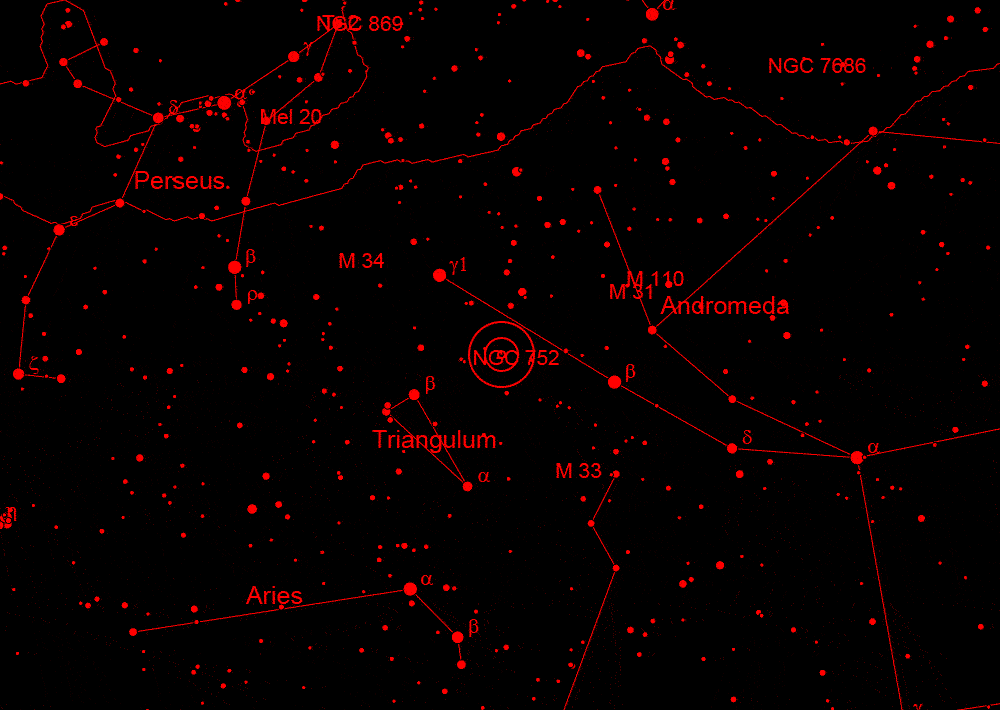 α
NGC 869
γ
NGC 7686
α
δ
Mel 20
Perseus
ε
β
M 34
γ1
M 110
M 31
ρ
Andromeda
NGC 752
ζ
β
β
Triangulum
δ
α
M 33
α
η
α
Aries
β
γ